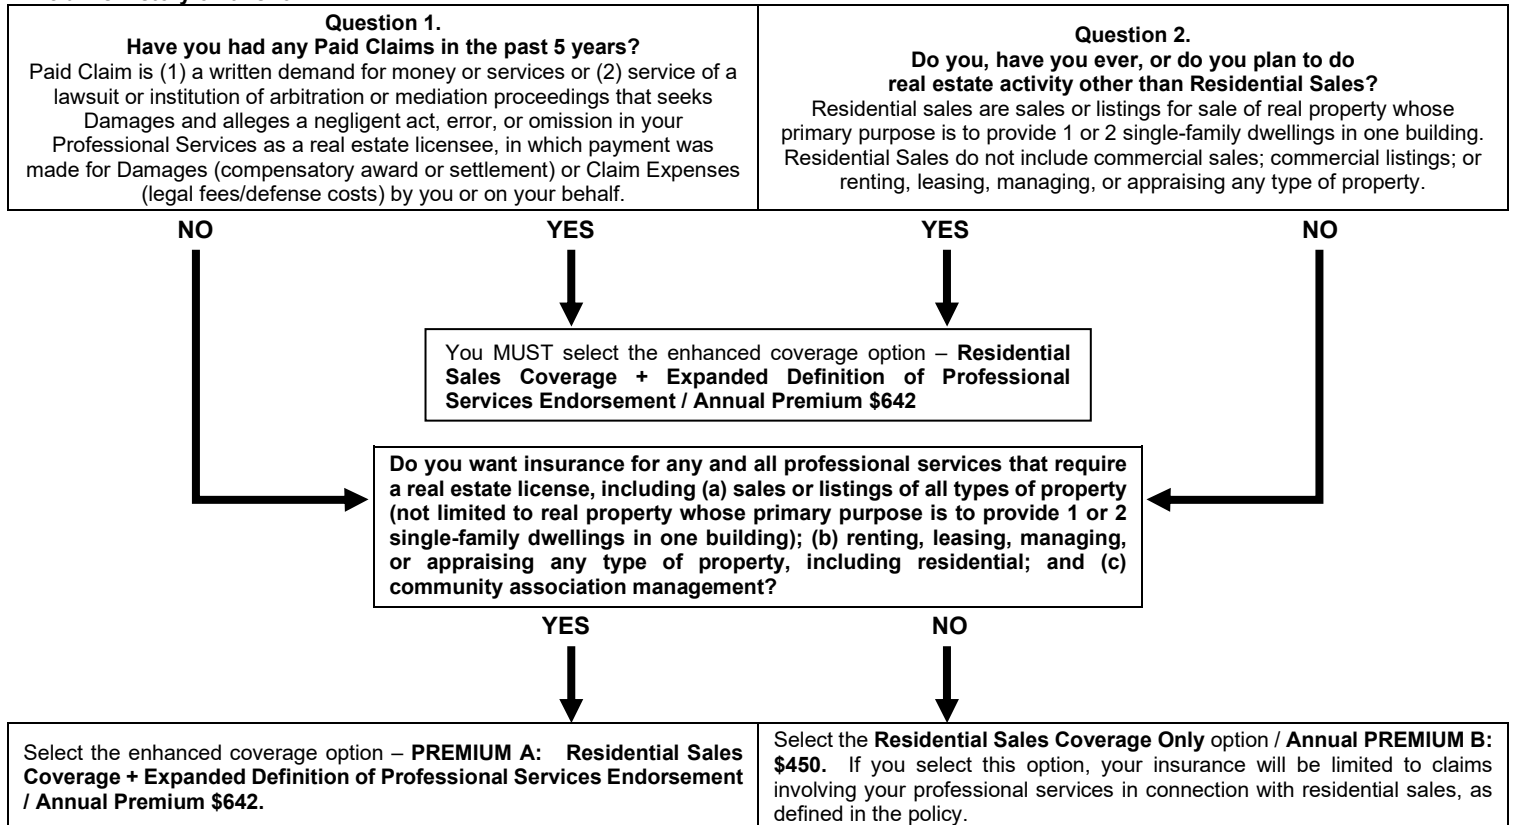 Question 1.
Have you had any Paid Claims in the past 5 years?
Paid Claim is (1) a written demand for money or services or (2) service of a
lawsuit or institution of arbitration or mediation proceedings that seeks
Damages and alleges a negligent act, error, or omission in your
Professional Services as a real estate licensee, in which payment was
made for Damages (compensatory award or settlement) or Claim Expenses
(legal fees/defense costs) by you or on your behalf.
Question 2.
Do you, have you ever, or do you plan to do
real estate activity other than Residential Sales?
Residential sales are sales or listings for sale of real property whose
primary purpose is to provide 1 or 2 single-family dwellings in one building.
Residential Sales do not include commercial sales; commercial listings; or
renting, leasing, managing, or appraising any type of property.
NO
YES
YES
NO
You MUST select the enhanced coverage option – Residential
Sales Coverage + Expanded Definition of Professional
Services Endorsement / Annual Premium $642
Do you want insurance for any and all professional services that require
a real estate license, including (a) sales or listings of all types of property
(not limited to real property whose primary purpose is to provide 1 or 2
single-family dwellings in one building); (b) renting, leasing, managing,
or appraising any type of property, including residential; and (c)
community association management?
YES
NO
Select the enhanced coverage option – PREMIUM A: Residential Sales
Coverage + Expanded Definition of Professional Services Endorsement
/ Annual Premium $642.
Select the Residential Sales Coverage Only option / Annual PREMIUM B:
$450. If you select this option, your insurance will be limited to claims
involving your professional services in connection with residential sales, as
defined in the policy.